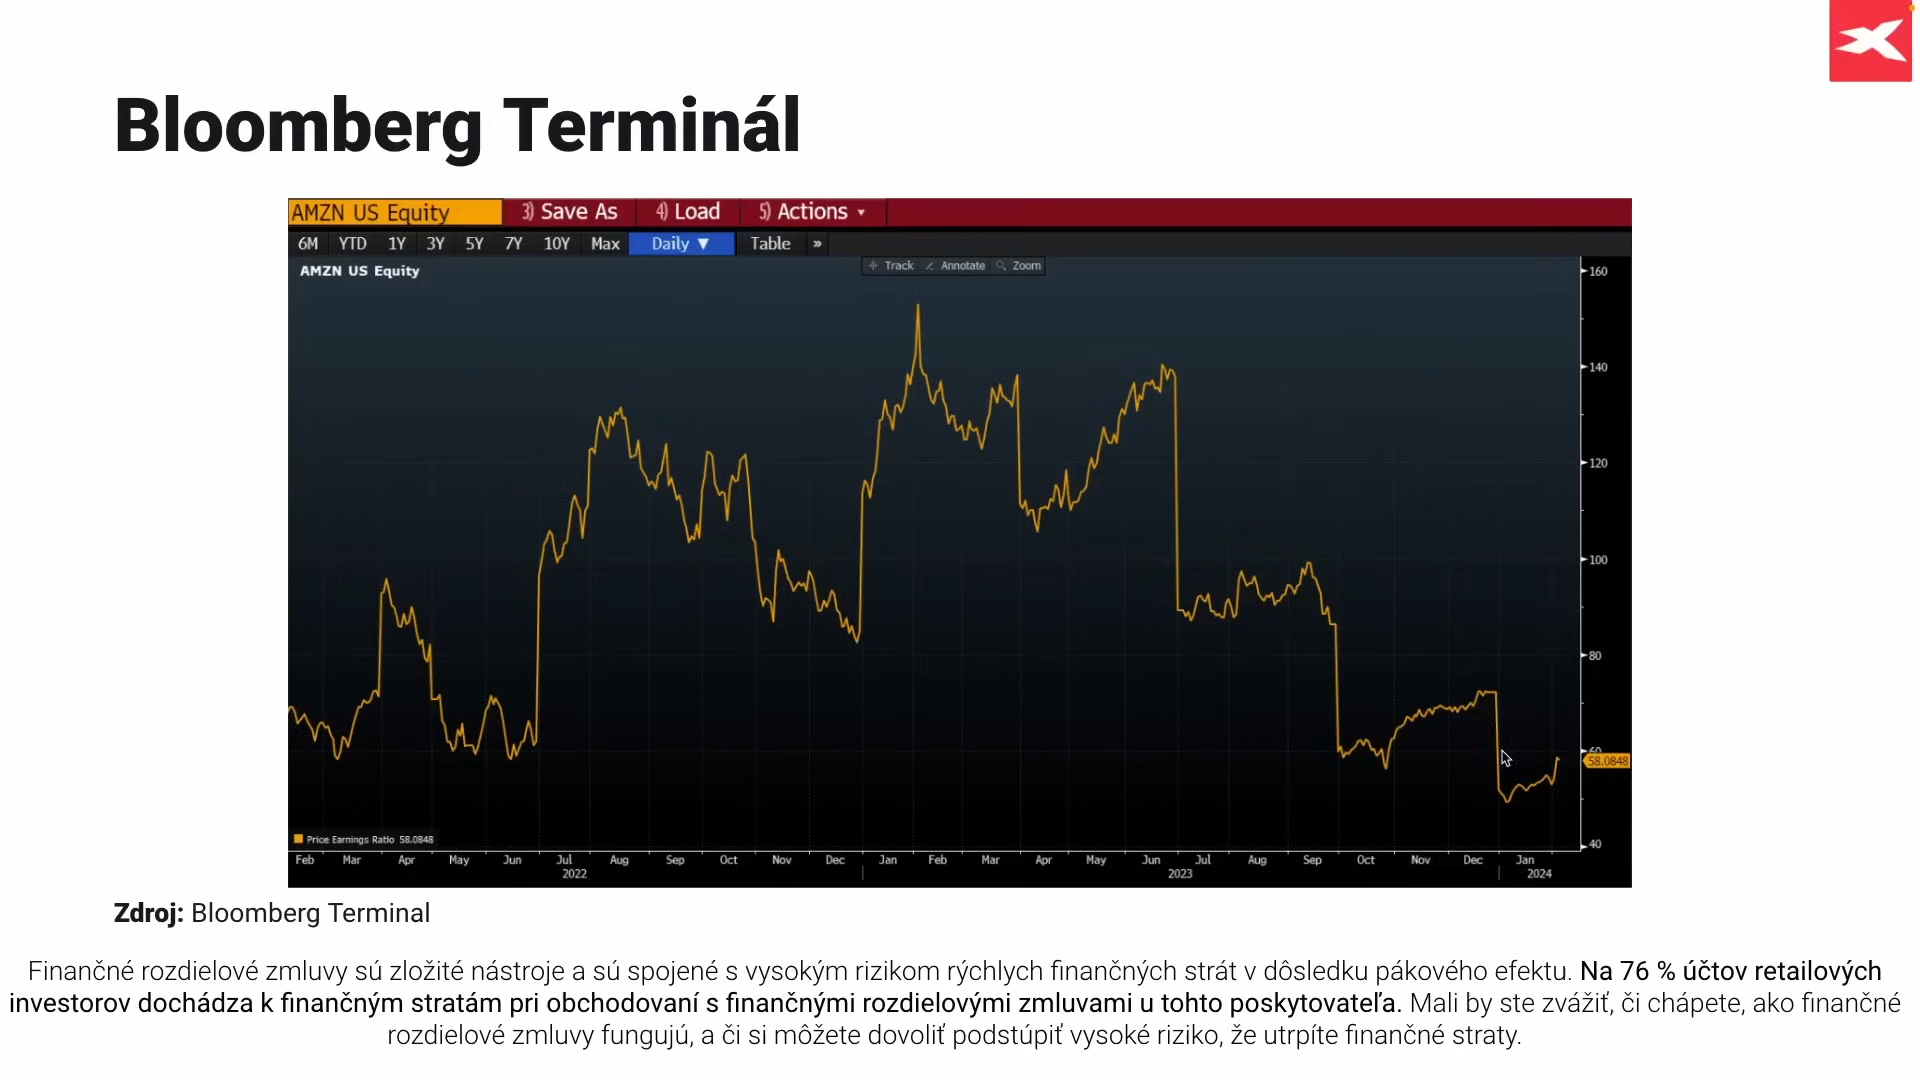 Bloomberg Terminál
AMZN US Equity 3) Save As 4) Load 5) Actions ▾
6M YTD 1Y 3Y 5Y 7Y 10Y Max Daily ▼ Table »
Track Annotate Zoom
AMZN US Equity
160
140
120
100
80
60
58.0848
40
Price Earnings Ratio 58.0848
Feb Mar Apr May Jun Jul Aug Sep Oct Nov Dec Jan Feb Mar Apr May Jun Jul Aug Sep Oct Nov Dec Jan
2022 2023 2024
Zdroj: Bloomberg Terminal
Finančné rozdielové zmluvy sú zložité nástroje a sú spojené s vysokým rizikom rýchlych finančných strát v dôsledku pákového efektu. Na 76 % účtov retailových
investorov dochádza k finančným stratám pri obchodovaní s finančnými rozdielovými zmluvami u tohto poskytovateľa. Mali by ste zvážiť, či chápete, ako finančné
rozdielové zmluvy fungujú, a či si môžete dovoliť podstúpiť vysoké riziko, že utrpíte finančné straty.